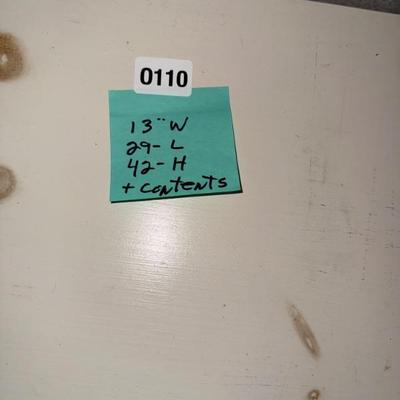 0110
13" W
29- L
42- H
+ contents